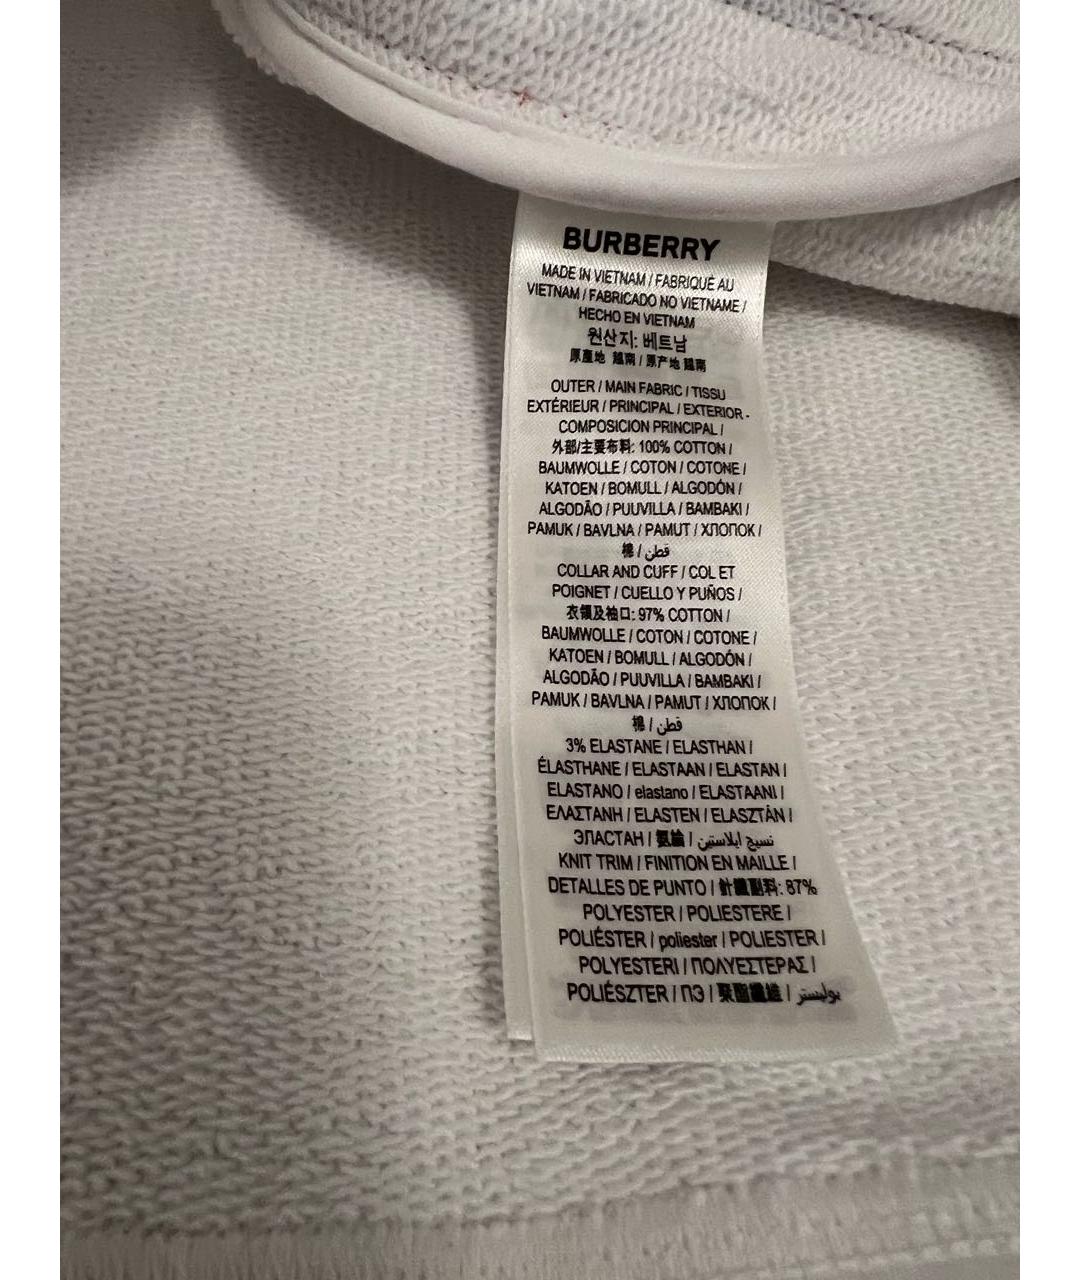 BURBERRY
MADE IN VIETNAM / FABRIQUÉ AU
VIETNAM / FABRICADO NO VIETNAME /
HECHO EN VIETNAM
원산지: 베트남
原產地 越南 / 原产地 越南
OUTER / MAIN FABRIC / TISSU
EXTÉRIEUR / PRINCIPAL / EXTERIOR -
COMPOSICION PRINCIPAL /
外部/主要布料: 100% COTTON /
BAUMWOLLE / COTON / COTONE /
KATOEN / BOMULL / ALGODÓN /
ALGODÃO / PUUVILLA / BAMBAKI /
PAMUK / BAVLNA / PAMUT / ХЛОПОК /
棉 / قطن
COLLAR AND CUFF / COL ET
POIGNET / CUELLO Y PUÑOS /
衣領及袖口: 97% COTTON /
BAUMWOLLE / COTON / COTONE /
KATOEN / BOMULL / ALGODÓN /
ALGODÃO / PUUVILLA / BAMBAKI /
PAMUK / BAVLNA / PAMUT / ХЛОПОК /
棉 / قطن
3% ELASTANE / ELASTHAN /
ÉLASTHANE / ELASTAAN / ELASTAN /
ELASTANO / elastano / ELASTAANI /
ΕΛΑΣΤΑΝΗ / ELASTEN / ELASZTÁN /
ЭЛАСТАН / 氨綸 / نسيج ايلاستين
KNIT TRIM / FINITION EN MAILLE /
DETALLES DE PUNTO / 針織副料: 87%
POLYESTER / POLIESTERE /
POLIÉSTER / poliester / POLIESTER /
POLYESTERI / ΠΟΛΥΕΣΤΕΡΑΣ /
POLIÉSZTER / ПЭ / 聚酯纖維 / بوليستر